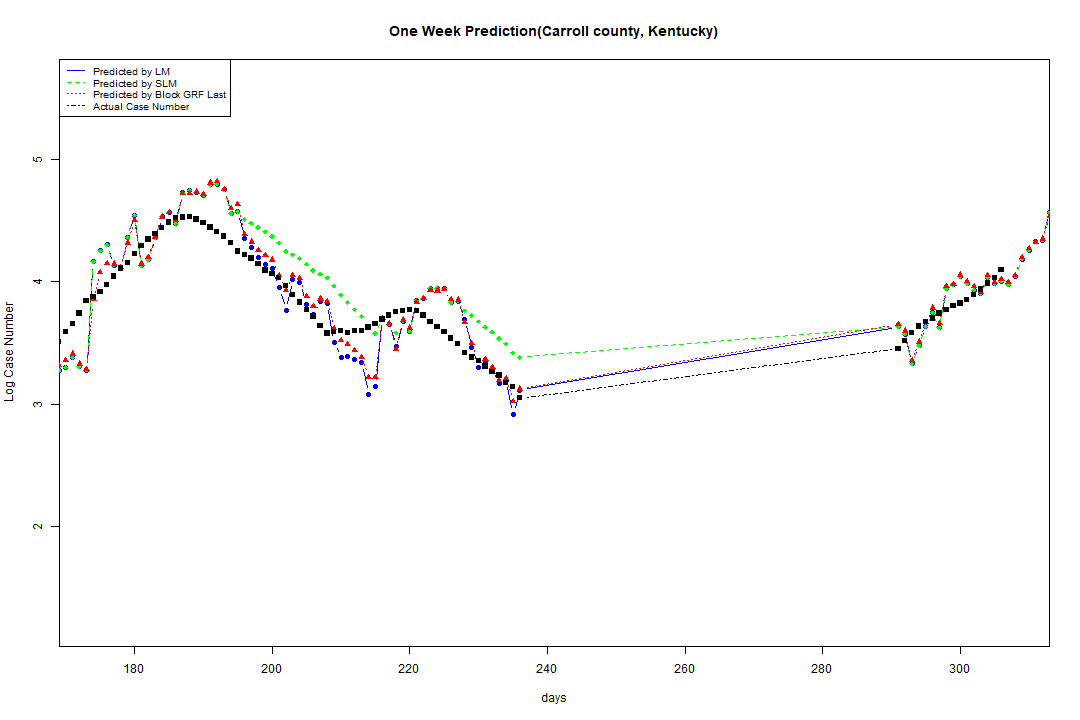 One Week Prediction(Carroll county, Kentucky)
Predicted by LM
Predicted by SLM
Predicted by Block GRF Last
Actual Case Number
5
4
3
2
Log Case Number
180 200 220 240 260 280 300
days